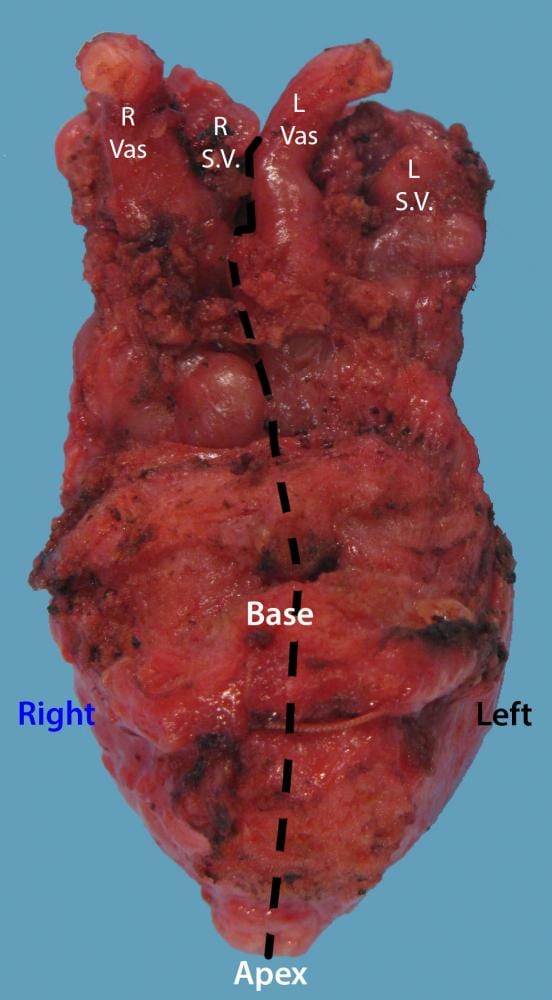 R
Vas
R
S.V.
L
Vas
L
S.V.
Base
Right
Left
Apex